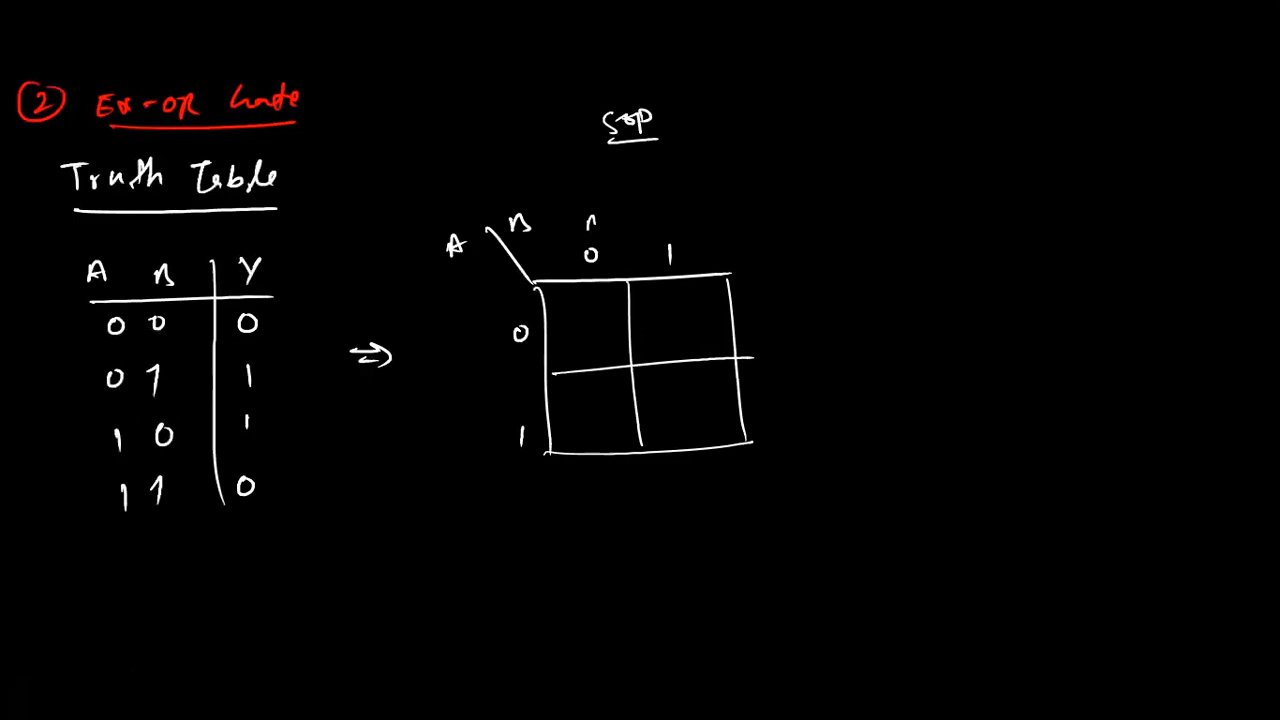 ② Ex-OR Gate
Truth Table
A B Y
0 0 0
0 1 1
1 0 1
1 1 0
⇒
SOP
A B
0 1
0
1